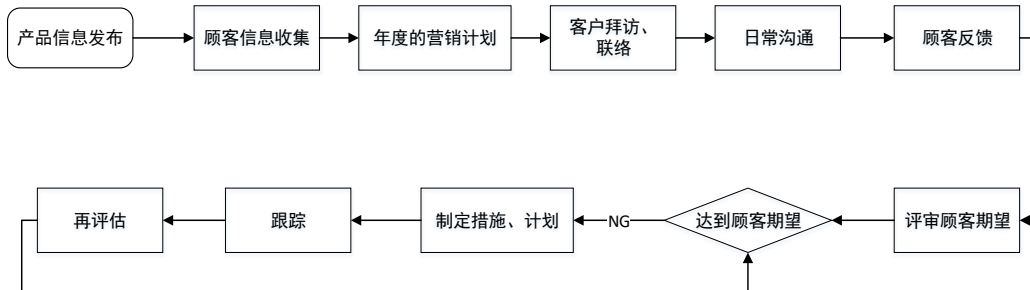 产品信息发布
顾客信息收集
年度的营销计划
客户拜访、
联络
日常沟通
顾客反馈
再评估
跟踪
制定措施、计划
NG
达到顾客期望
评审顾客期望